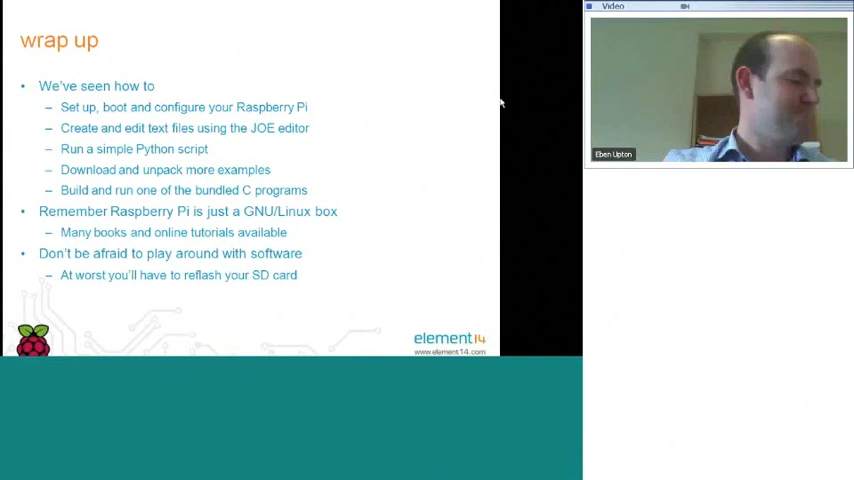 wrap up
• We've seen how to
– Set up, boot and configure your Raspberry Pi
– Create and edit text files using the JOE editor
– Run a simple Python script
– Download and unpack more examples
– Build and run one of the bundled C programs
• Remember Raspberry Pi is just a GNU/Linux box
– Many books and online tutorials available
• Don't be afraid to play around with software
– At worst you'll have to reflash your SD card
element14
www.element14.com
Video
Eben Upton